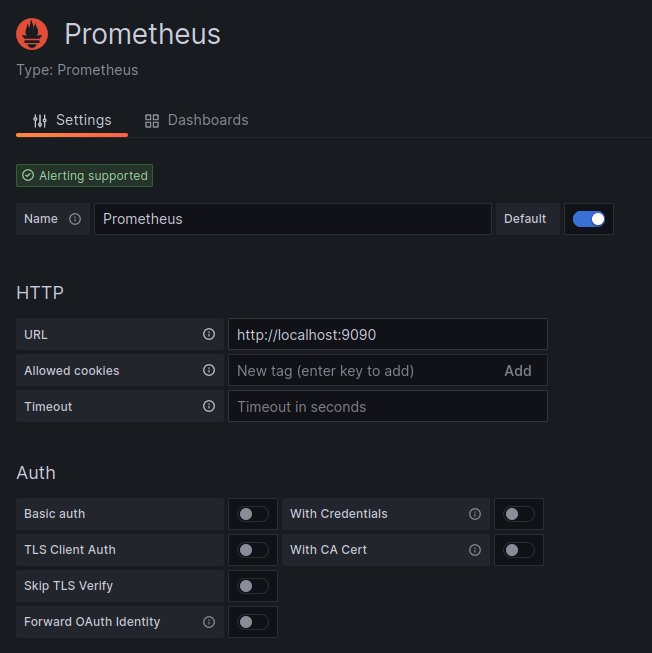 Prometheus
Type: Prometheus
Settings Dashboards
Alerting supported
Name Prometheus Default
HTTP
URL http://localhost:9090
Allowed cookies New tag (enter key to add) Add
Timeout Timeout in seconds
Auth
Basic auth With Credentials
TLS Client Auth With CA Cert
Skip TLS Verify
Forward OAuth Identity